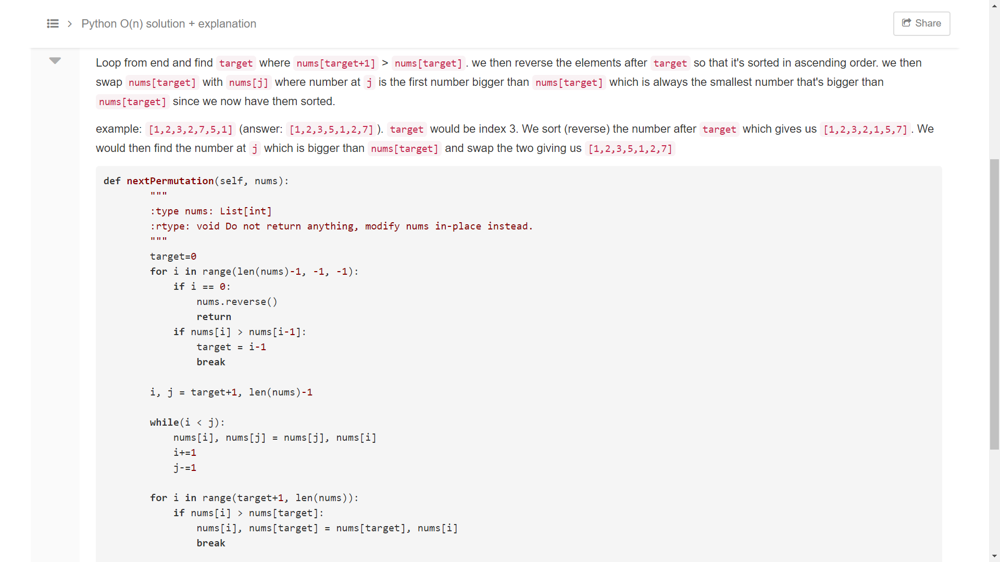 Python O(n) solution + explanation
Share
Loop from end and find target where nums[target+1] > nums[target] . we then reverse the elements after target so that it's sorted in ascending order. we then
swap nums[target] with nums[j] where number at j is the first number bigger than nums[target] which is always the smallest number that's bigger than
nums[target] since we now have them sorted.
example: [1,2,3,2,7,5,1] (answer: [1,2,3,5,1,2,7] ). target would be index 3. We sort (reverse) the number after target which gives us [1,2,3,2,1,5,7] . We
would then find the number at j which is bigger than nums[target] and swap the two giving us [1,2,3,5,1,2,7]
def nextPermutation(self, nums):
        """
        :type nums: List[int]
        :rtype: void Do not return anything, modify nums in-place instead.
        """
        target=0
        for i in range(len(nums)-1, -1, -1):
            if i == 0:
                nums.reverse()
                return
            if nums[i] > nums[i-1]:
                target = i-1
                break
        i, j = target+1, len(nums)-1
        while(i < j):
            nums[i], nums[j] = nums[j], nums[i]
            i+=1
            j-=1
        for i in range(target+1, len(nums)):
            if nums[i] > nums[target]:
                nums[i], nums[target] = nums[target], nums[i]
                break